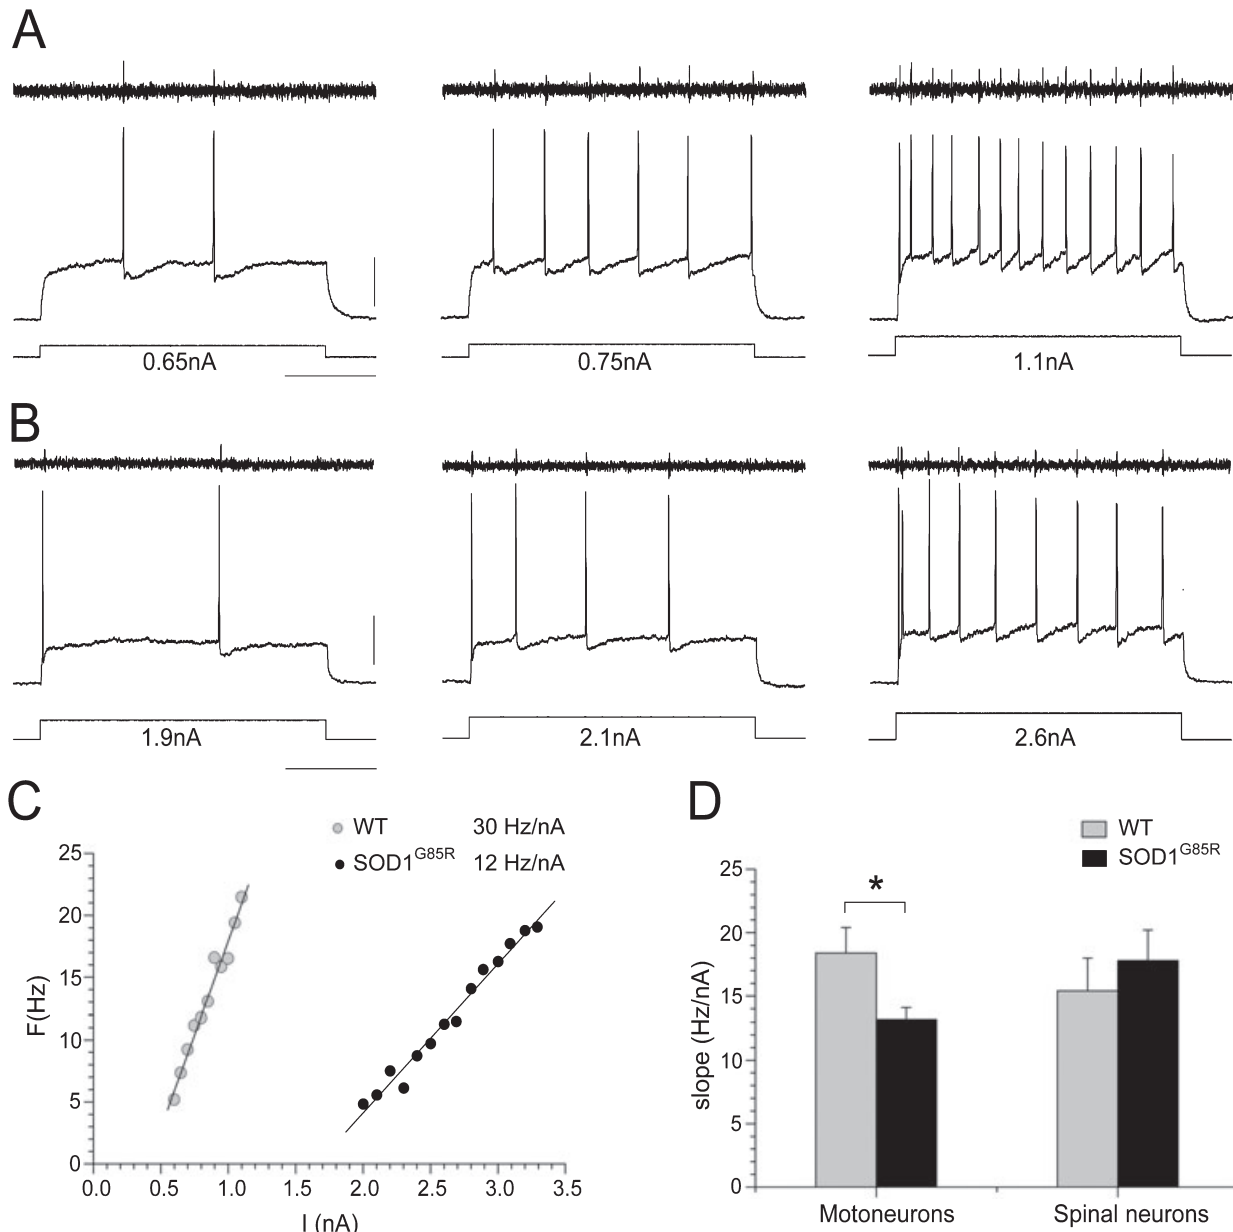 A
0.65nA
0.75nA
1.1nA
B
1.9nA
2.1nA
2.6nA
C
WT 30 Hz/nA
SOD1G85R 12 Hz/nA
25
20
15
10
5
0
F(Hz)
0.0 0.5 1.0 1.5 2.0 2.5 3.0 3.5
I (nA)
D
WT
SOD1G85R
*
25
20
15
10
5
0
slope (Hz/nA)
Motoneurons Spinal neurons